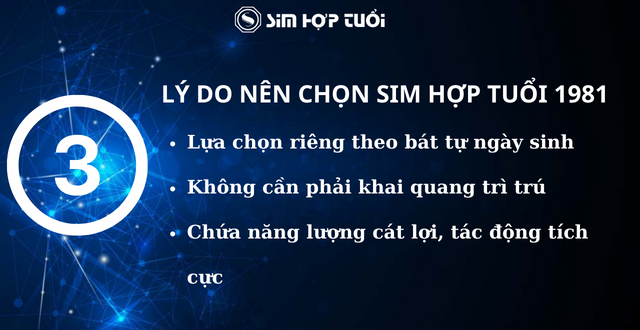 SIM HỢP TUỔI
3
LÝ DO NÊN CHỌN SIM HỢP TUỔI 1981
• Lựa chọn riêng theo bát tự ngày sinh
• Không cần phải khai quang trì trú
• Chứa năng lượng cát lợi, tác động tích
cực